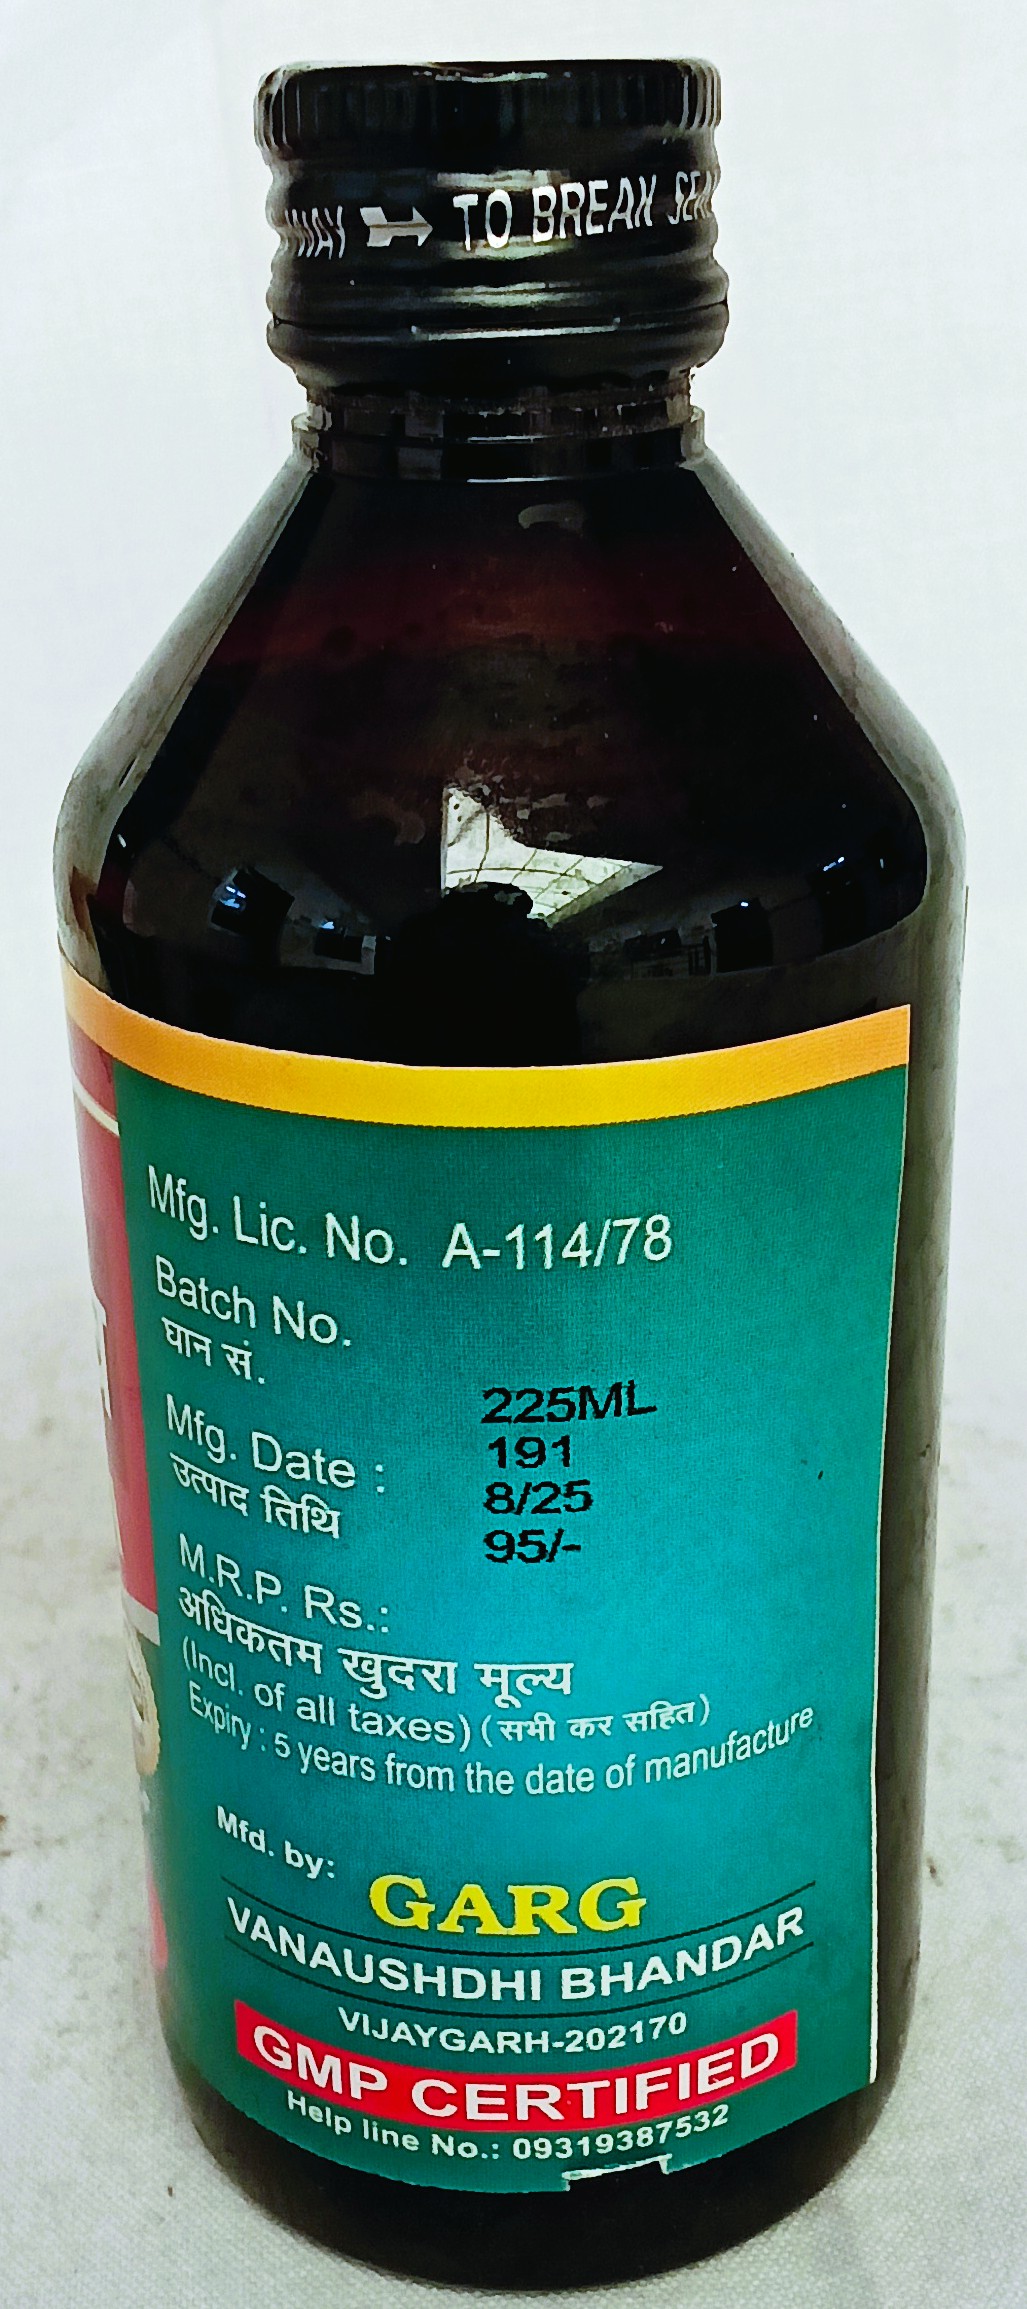 TO BREAK
Mfg. Lic. No. A-114/78
Batch No.
घान सं.
225ML
191
Mfg. Date :
8/25
उत्पाद तिथि
95/-
M.R.P. Rs.:
अधिकतम खुदरा मूल्य
(Incl. of all taxes) (सभी कर सहित)
Expiry : 5 years from the date of manufacture
Mfd. by:
GARG
VANAUSHDHI BHANDAR
VIJAYGARH-202170
GMP CERTIFIED
Help line No.: 09319387532